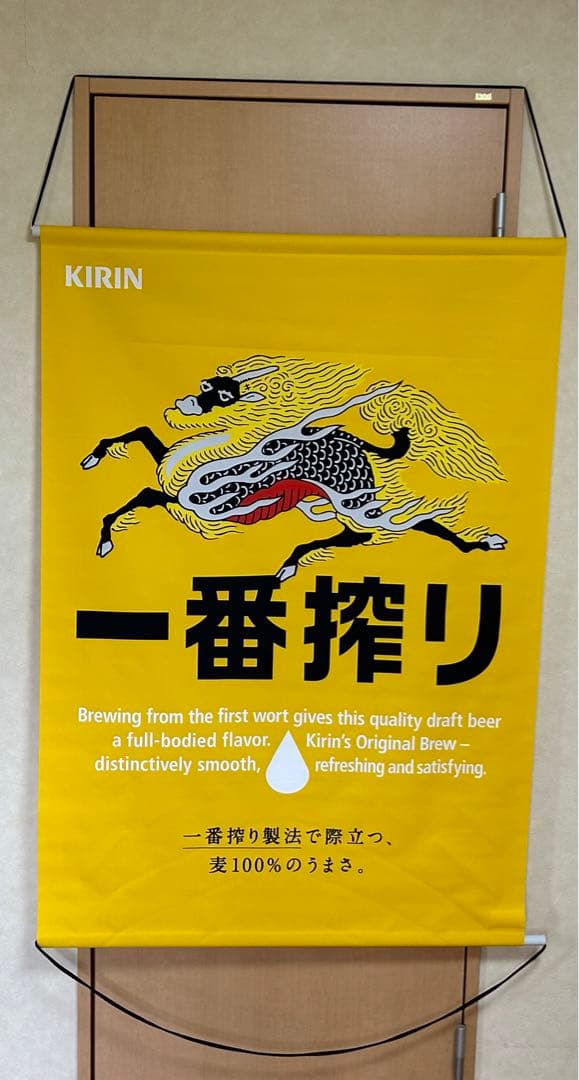 KIRIN
一番搾り
Brewing from the first wort gives this quality draft beer
a full-bodied flavor. Kirin's Original Brew –
distinctively smooth, refreshing and satisfying.
一番搾り製法で際立つ、
麦100%のうまさ。